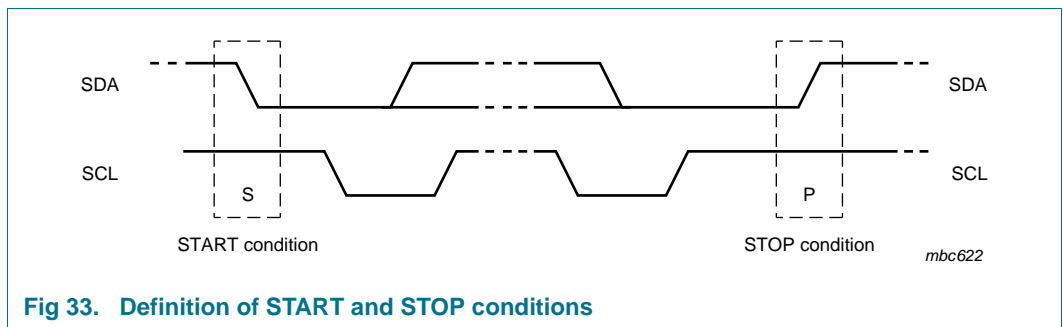 SDA SDA
SCL SCL
S P
START condition STOP condition
mbc622
Fig 33. Definition of START and STOP conditions